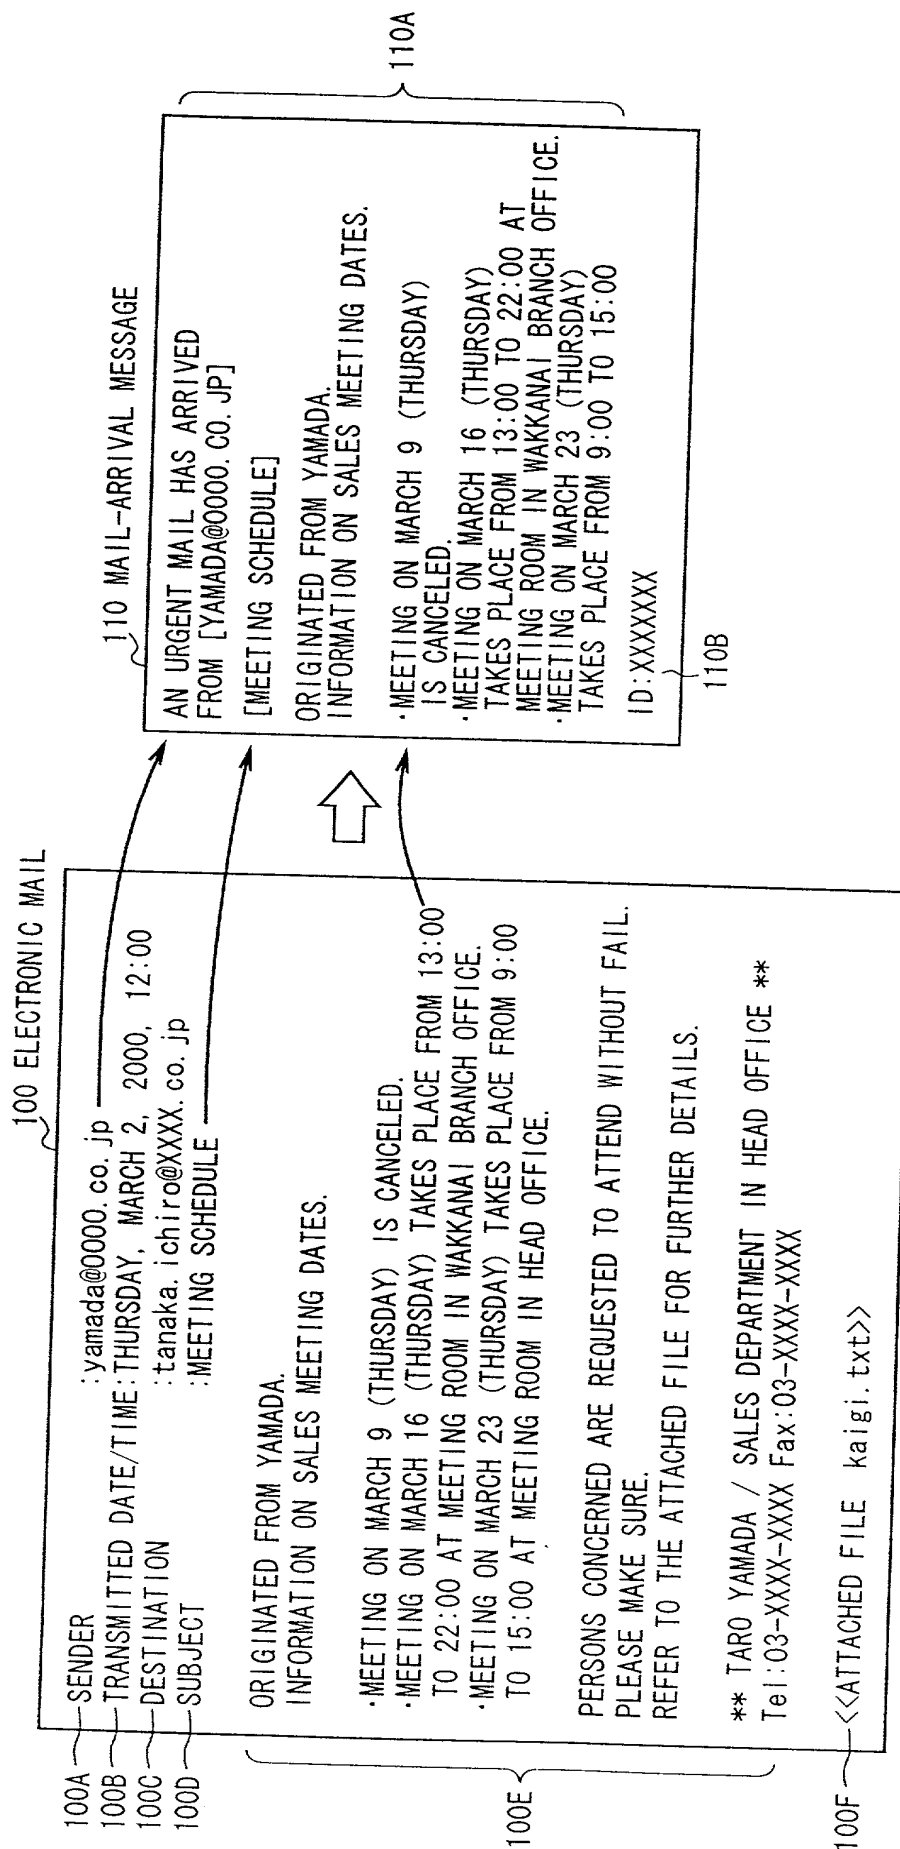 100 ELECTRONIC MAIL
100A SENDER :yamada@0000.co.jp
100B TRANSMITTED DATE/TIME:THURSDAY, MARCH 2, 2000, 12:00
100C DESTINATION :tanaka.ichiro@XXXX.co.jp
100D SUBJECT :MEETING SCHEDULE
100E
ORIGINATED FROM YAMADA.
INFORMATION ON SALES MEETING DATES.
·MEETING ON MARCH 9 (THURSDAY) IS CANCELED.
·MEETING ON MARCH 16 (THURSDAY) TAKES PLACE FROM 13:00
TO 22:00 AT MEETING ROOM IN WAKKANAI BRANCH OFFICE.
·MEETING ON MARCH 23 (THURSDAY) TAKES PLACE FROM 9:00
TO 15:00 AT MEETING ROOM IN HEAD OFFICE.
PERSONS CONCERNED ARE REQUESTED TO ATTEND WITHOUT FAIL.
PLEASE MAKE SURE.
REFER TO THE ATTACHED FILE FOR FURTHER DETAILS.
** TARO YAMADA / SALES DEPARTMENT IN HEAD OFFICE **
Tel:03-XXXX-XXXX Fax:03-XXXX-XXXX
100F <<ATTACHED FILE kaigi.txt>>
110 MAIL-ARRIVAL MESSAGE
AN URGENT MAIL HAS ARRIVED
FROM [YAMADA@0000.CO.JP]
[MEETING SCHEDULE]
ORIGINATED FROM YAMADA.
INFORMATION ON SALES MEETING DATES.
·MEETING ON MARCH 9 (THURSDAY)
IS CANCELED.
·MEETING ON MARCH 16 (THURSDAY)
TAKES PLACE FROM 13:00 TO 22:00 AT
MEETING ROOM IN WAKKANAI BRANCH OFFICE.
·MEETING ON MARCH 23 (THURSDAY)
TAKES PLACE FROM 9:00 TO 15:00
ID:XXXXXXX
110B
110A